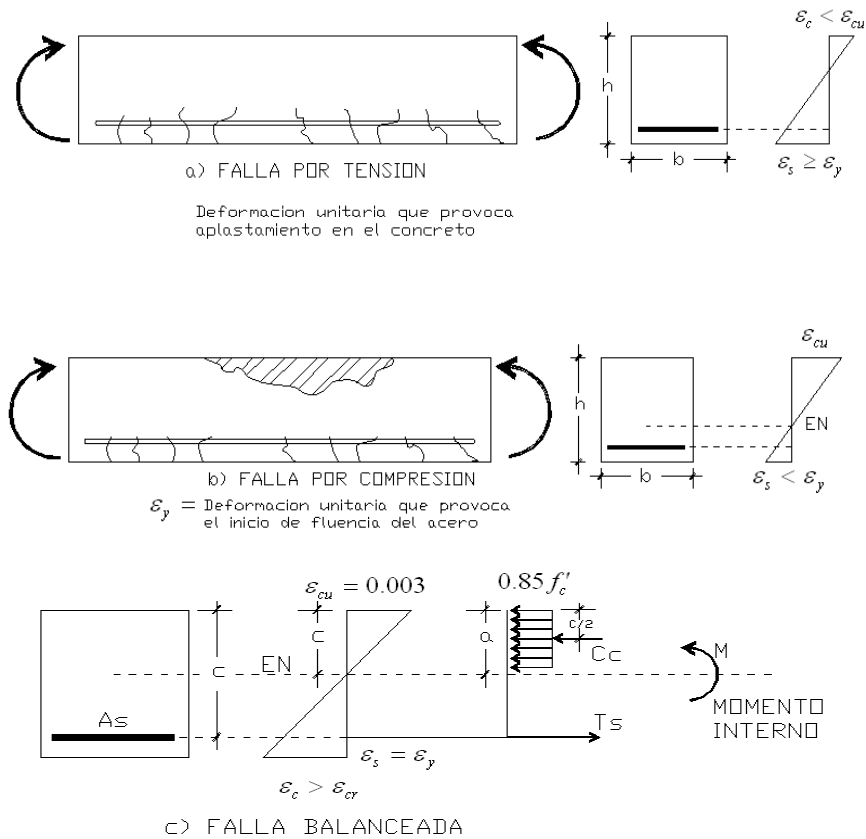 εc < εcu
h
b
εs ≥ εy
a) FALLA POR TENSION
Deformacion unitaria que provoca
aplastamiento en el concreto
εcu
h
EN
b
εs < εy
b) FALLA POR COMPRESION
εy = Deformacion unitaria que provoca
el inicio de fluencia del acero
εcu = 0.003
0.85 f'c
c
c
EN
a
c/2
Cc
M
As
MOMENTO
INTERNO
Ts
εs = εy
εc > εcr
c) FALLA BALANCEADA